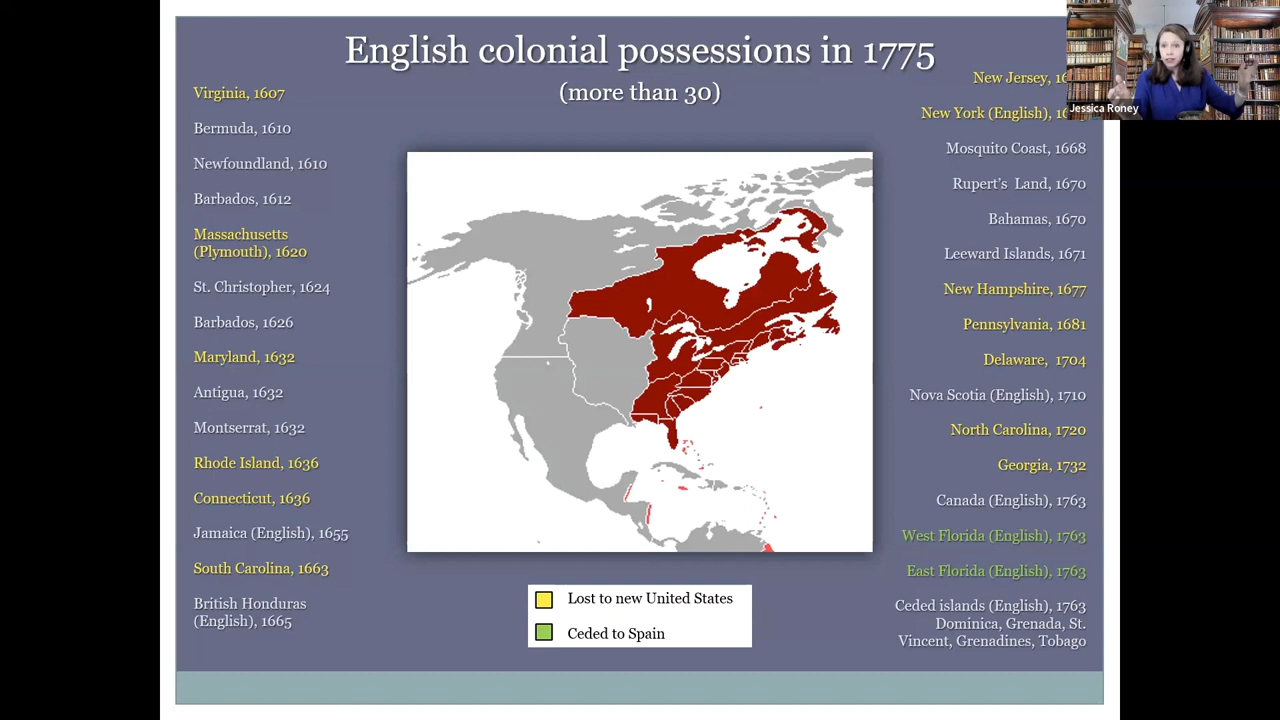 English colonial possessions in 1775
(more than 30)
Virginia, 1607
Bermuda, 1610
Newfoundland, 1610
Barbados, 1612
Massachusetts
(Plymouth), 1620
St. Christopher, 1624
Barbados, 1626
Maryland, 1632
Antigua, 1632
Montserrat, 1632
Rhode Island, 1636
Connecticut, 1636
Jamaica (English), 1655
South Carolina, 1663
British Honduras
(English), 1665
New Jersey,
New York (English),
Mosquito Coast, 1668
Rupert's Land, 1670
Bahamas, 1670
Leeward Islands, 1671
New Hampshire, 1677
Pennsylvania, 1681
Delaware, 1704
Nova Scotia (English), 1710
North Carolina, 1720
Georgia, 1732
Canada (English), 1763
West Florida (English), 1763
East Florida (English), 1763
Ceded islands (English), 1763
Dominica, Grenada, St.
Vincent, Grenadines, Tobago
Lost to new United States
Ceded to Spain
Jessica Roney